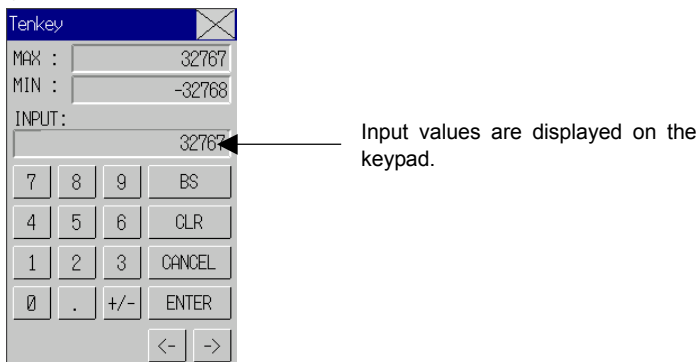 Tenkey
MAX : 32767
MIN : -32768
INPUT:
32767
Input values are displayed on the
keypad.
7 8 9 BS
4 5 6 CLR
1 2 3 CANCEL
0 . +/- ENTER
<- ->